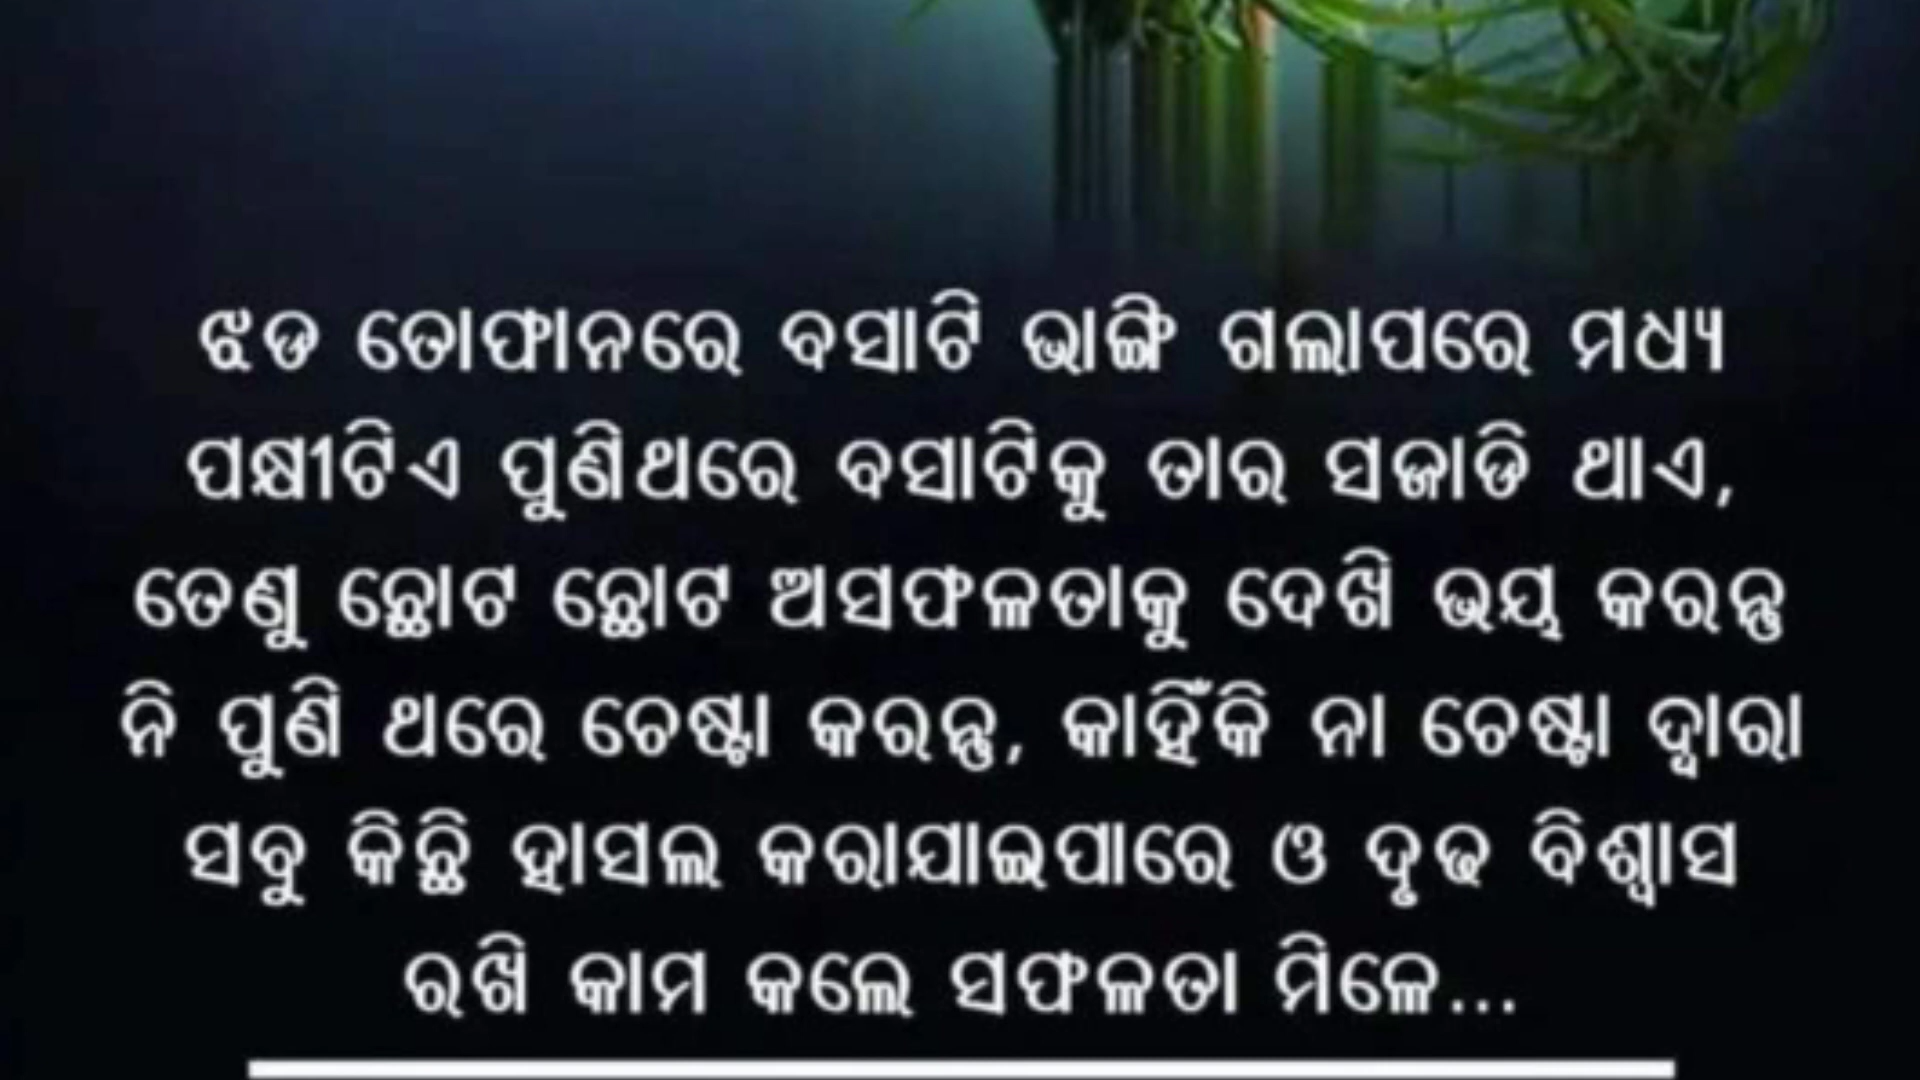 ଝଡ ତୋଫାନରେ ବସାଟି ଭାଙ୍ଗି ଗଲାପରେ ମଧ୍ୟ
ପକ୍ଷୀଟିଏ ପୁଣିଥରେ ବସାଟିକୁ ତାର ସଜାଡି ଥାଏ,
ତେଣୁ ଛୋଟ ଛୋଟ ଅସଫଳତାକୁ ଦେଖି ଭୟ କରନ୍ତୁ
ନି ପୁଣି ଥରେ ଚେଷ୍ଟା କରନ୍ତୁ, କାହିଁକି ନା ଚେଷ୍ଟା ଦ୍ୱାରା
ସବୁ କିଛି ହାସଲ କରାଯାଇପାରେ ଓ ଦୃଢ ବିଶ୍ୱାସ
ରଖି କାମ କଲେ ସଫଳତା ମିଳେ...